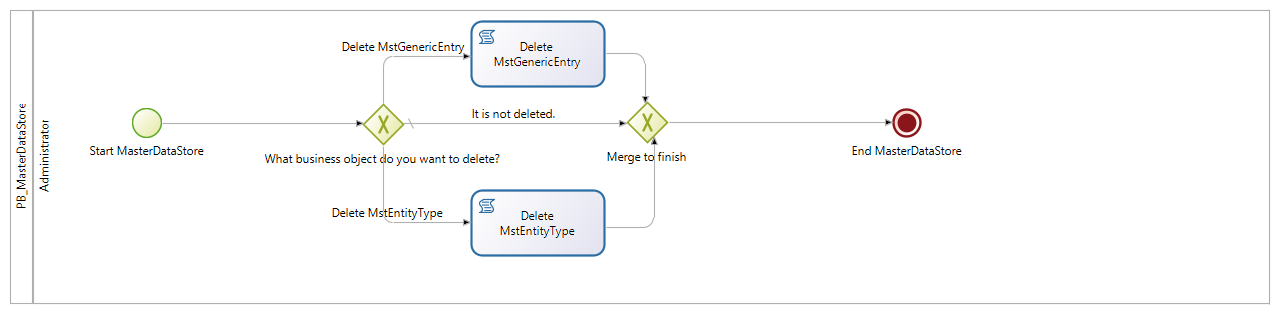 PB_MasterDataStore
Administrator
Start MasterDataStore
What business object do you want to delete?
Delete MstGenericEntry
Delete
MstGenericEntry
It is not deleted.
Delete MstEntityType
Delete
MstEntityType
Merge to finish
End MasterDataStore